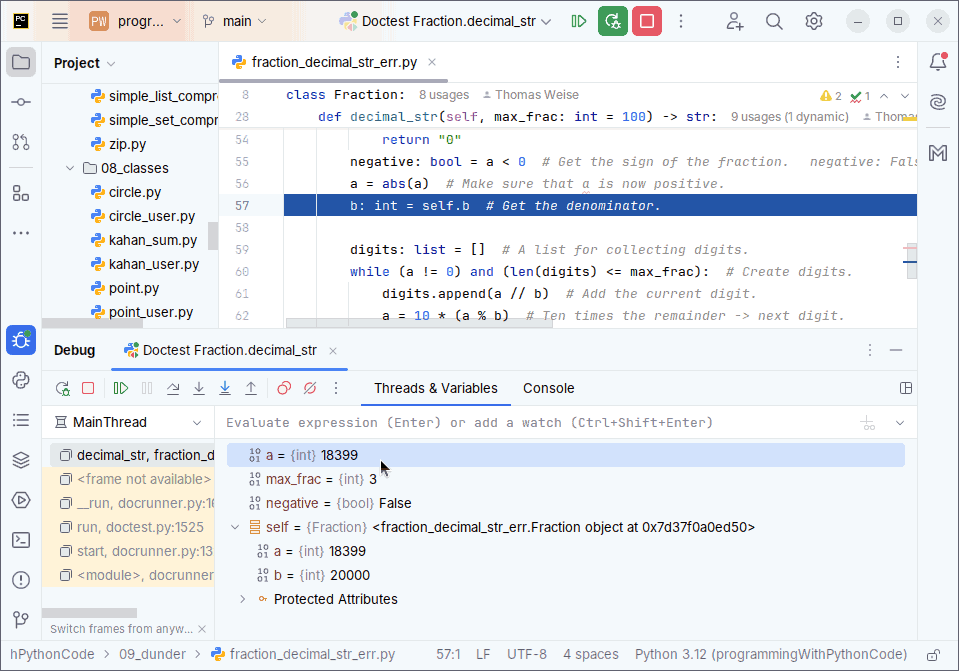 PC PW progr... main Doctest Fraction.decimal_str
Project fraction_decimal_str_err.py
simple_list_compr
simple_set_compr
zip.py
08_classes
circle.py
circle_user.py
kahan_sum.py
kahan_user.py
point.py
point_user.py
8 class Fraction: 8 usages Thomas Weise 2 1
28 def decimal_str(self, max_frac: int = 100) -> str: 9 usages (1 dynamic) Thomas
54 return "0"
55 negative: bool = a < 0 # Get the sign of the fraction. negative: Fals
56 a = abs(a) # Make sure that a is now positive.
57 b: int = self.b # Get the denominator.
58
59 digits: list = [] # A list for collecting digits.
60 while (a != 0) and (len(digits) <= max_frac): # Create digits.
61 digits.append(a // b) # Add the current digit.
62 a = 10 * (a % b) # Ten times the remainder -> next digit.
Debug Doctest Fraction.decimal_str
Threads & Variables Console
MainThread Evaluate expression (Enter) or add a watch (Ctrl+Shift+Enter)
decimal_str, fraction_d
<frame not available>
__run, docrunner.py:16
run, doctest.py:1525
start, docrunner.py:13
<module>, docrunner
Switch frames from anyw...
a = {int} 18399
max_frac = {int} 3
negative = {bool} False
self = {Fraction} <fraction_decimal_str_err.Fraction object at 0x7d37f0a0ed50>
a = {int} 18399
b = {int} 20000
Protected Attributes
hPythonCode > 09_dunder > fraction_decimal_str_err.py 57:1 LF UTF-8 4 spaces Python 3.12 (programmingWithPythonCode)